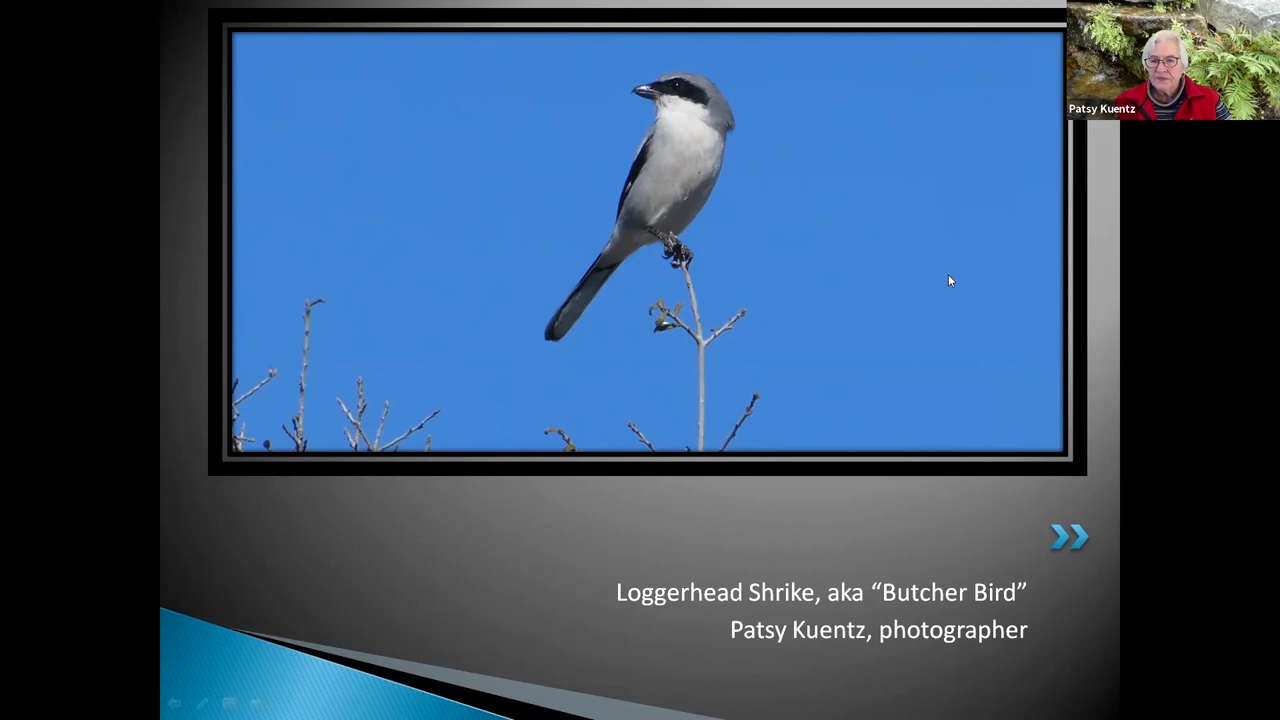 Patsy Kuentz
Loggerhead Shrike, aka “Butcher Bird”
Patsy Kuentz, photographer